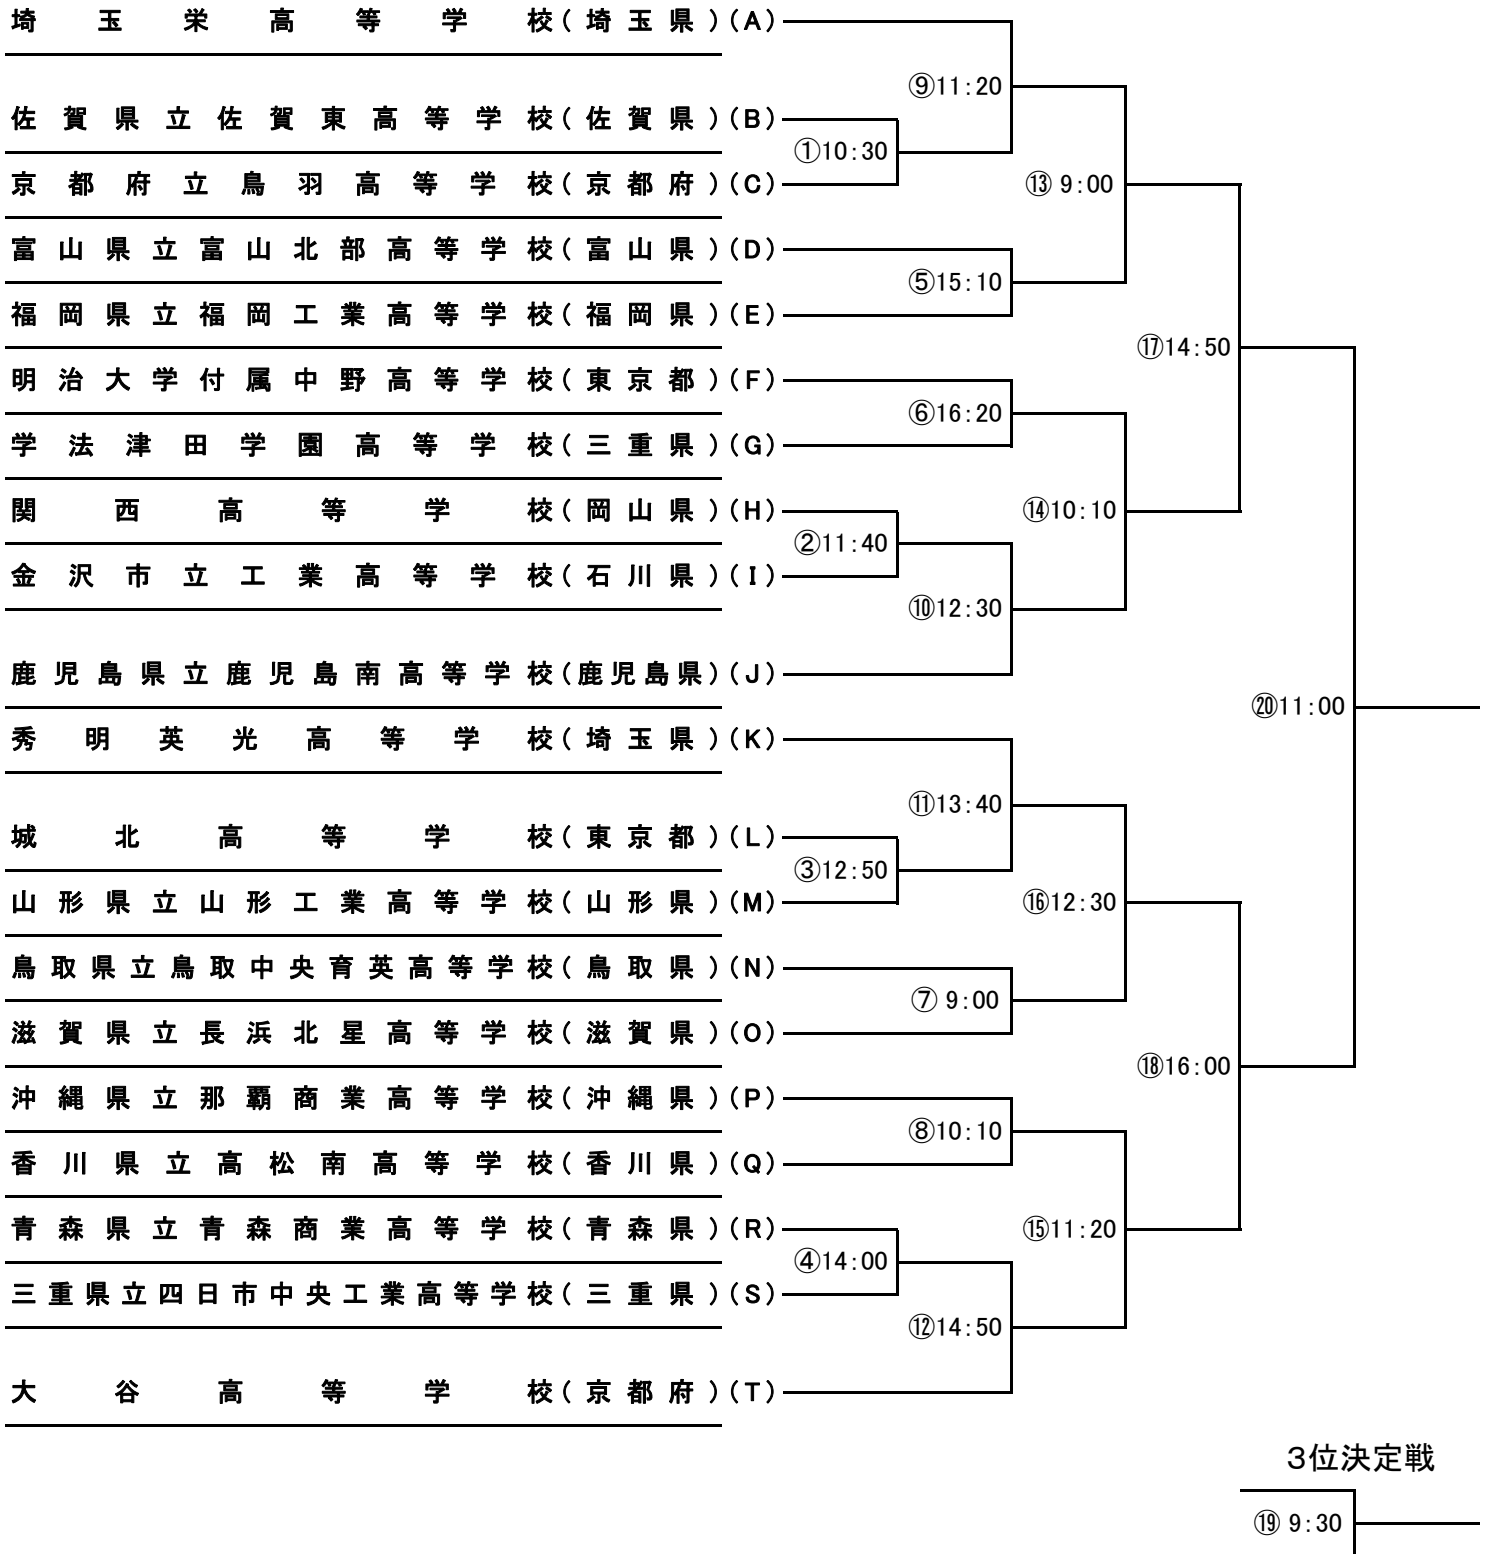 埼玉栄高等学校(埼玉県)(A)
⑨11:20
佐賀県立佐賀東高等学校(佐賀県)(B)
①10:30
京都府立鳥羽高等学校(京都府)(C)
⑬ 9:00
富山県立富山北部高等学校(富山県)(D)
⑤15:10
福岡県立福岡工業高等学校(福岡県)(E)
⑰14:50
明治大学付属中野高等学校(東京都)(F)
⑥16:20
学法津田学園高等学校(三重県)(G)
関西高等学校(岡山県)(H)
⑭10:10
②11:40
金沢市立工業高等学校(石川県)(I)
⑩12:30
鹿児島県立鹿児島南高等学校(鹿児島県)(J)
⑳11:00
秀明英光高等学校(埼玉県)(K)
⑪13:40
城北高等学校(東京都)(L)
③12:50
山形県立山形工業高等学校(山形県)(M)
⑯12:30
鳥取県立鳥取中央育英高等学校(鳥取県)(N)
⑦ 9:00
滋賀県立長浜北星高等学校(滋賀県)(O)
⑱16:00
沖縄県立那覇商業高等学校(沖縄県)(P)
⑧10:10
香川県立高松南高等学校(香川県)(Q)
青森県立青森商業高等学校(青森県)(R)
⑮11:20
④14:00
三重県立四日市中央工業高等学校(三重県)(S)
⑫14:50
大谷高等学校(京都府)(T)
3位決定戦
⑲ 9:30